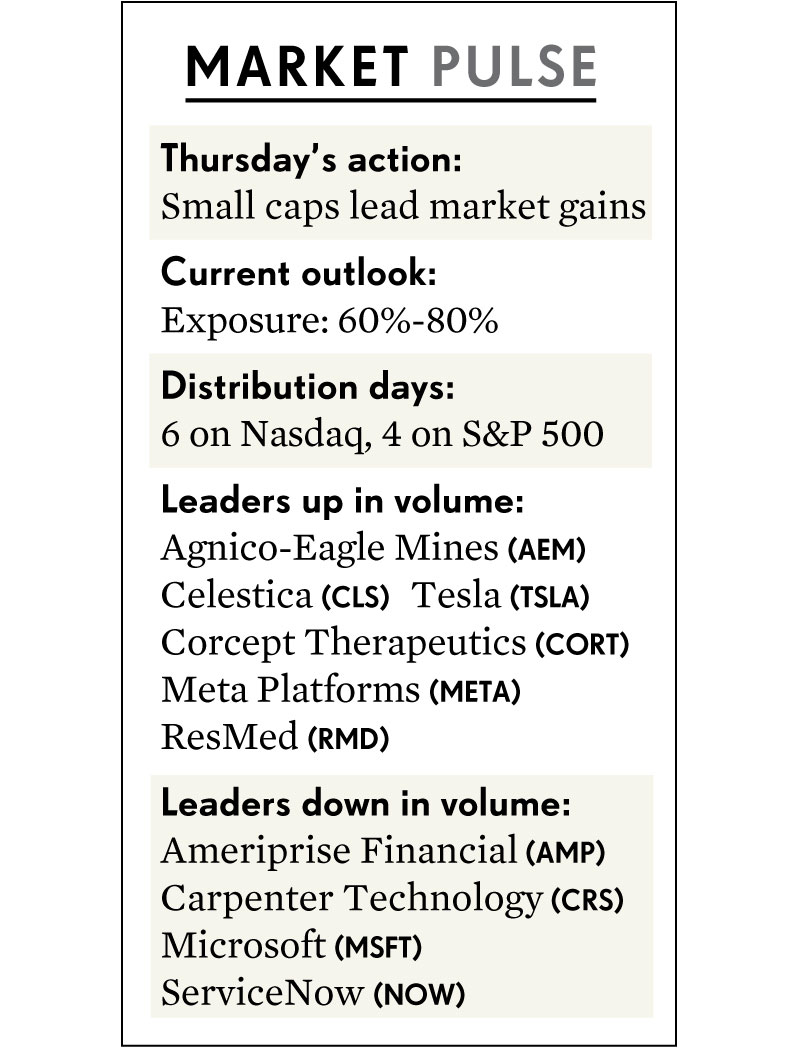 MARKET PULSE
Thursday's action:
Small caps lead market gains
Current outlook:
Exposure: 60%-80%
Distribution days:
6 on Nasdaq, 4 on S&P 500
Leaders up in volume:
Agnico-Eagle Mines (AEM)
Celestica (CLS) Tesla (TSLA)
Corcept Therapeutics (CORT)
Meta Platforms (META)
ResMed (RMD)
Leaders down in volume:
Ameriprise Financial (AMP)
Carpenter Technology (CRS)
Microsoft (MSFT)
ServiceNow (NOW)